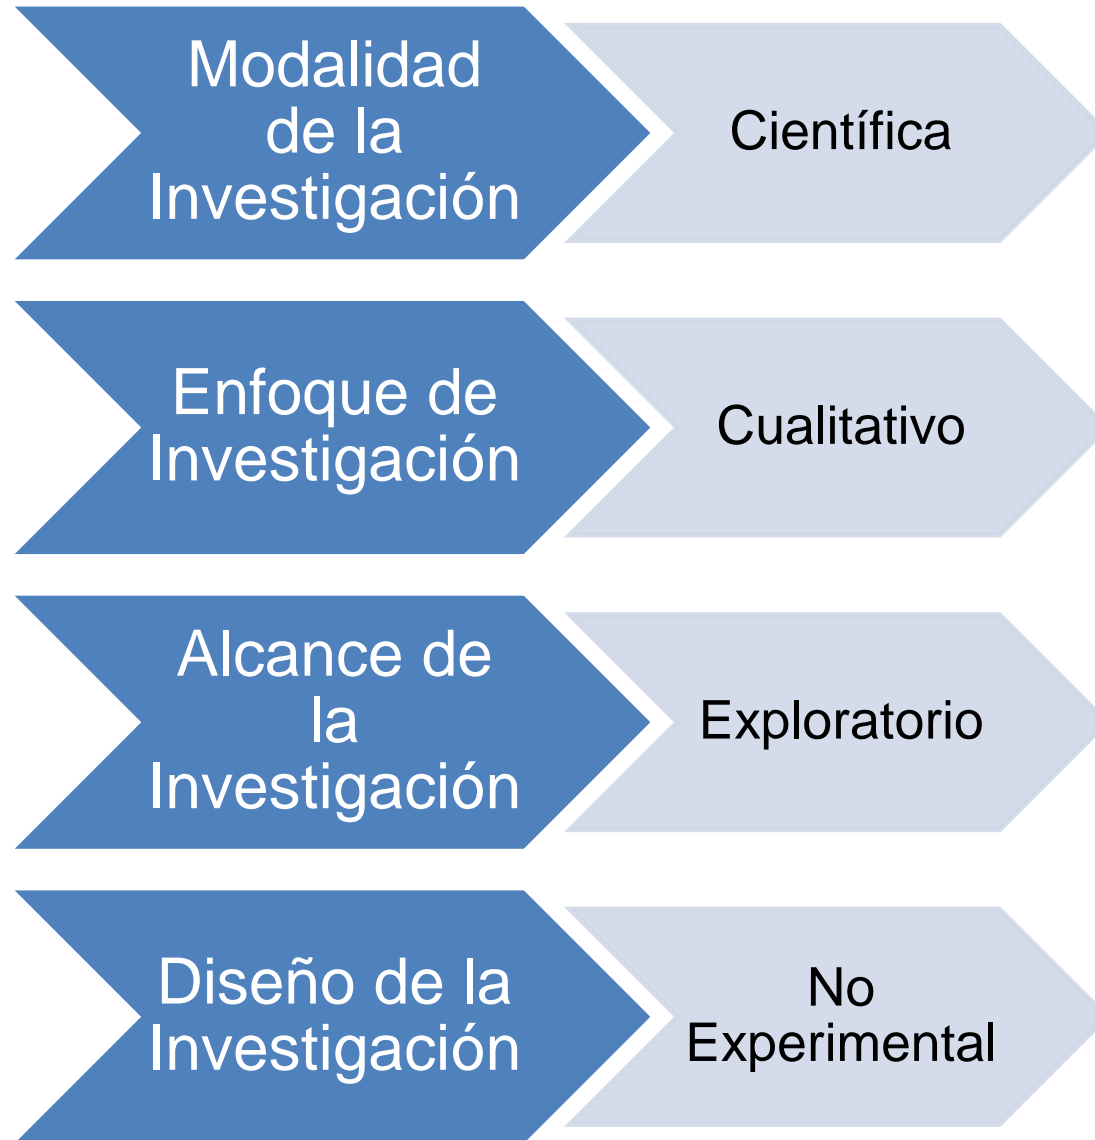 Modalidad
de la
Investigación
Científica
Enfoque de
Investigación
Cualitativo
Alcance de
la
Investigación
Exploratorio
Diseño de la
Investigación
No
Experimental